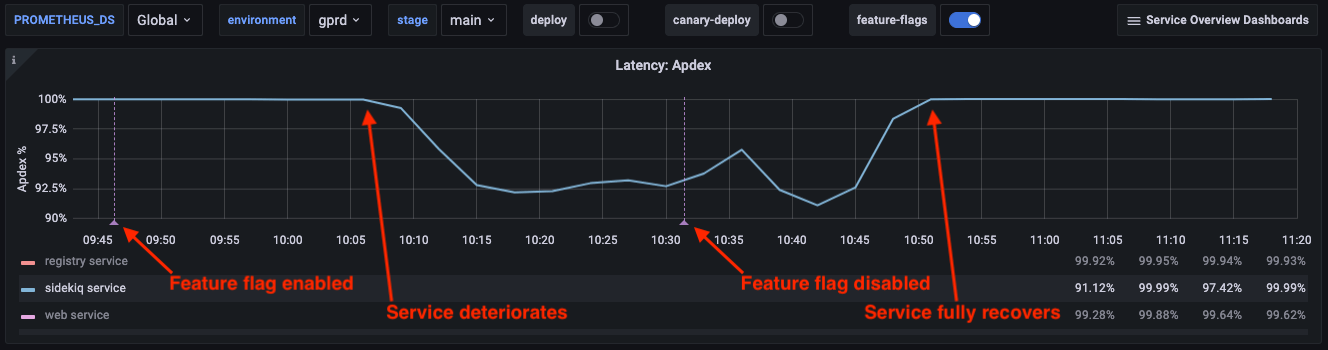 PROMETHEUS_DS Global environment gprd stage main deploy canary-deploy feature-flags Service Overview Dashboards
i
Latency: Apdex
Apdex %
100%
97.5%
95%
92.5%
90%
09:45 09:50 09:55 10:00 10:05 10:10 10:15 10:20 10:25 10:30 10:35 10:40 10:45 10:50 10:55 11:00 11:05 11:10 11:15 11:20
registry service 99.92% 99.95% 99.94% 99.93%
sidekiq service 91.12% 99.99% 97.42% 99.99%
web service 99.28% 99.88% 99.64% 99.62%
Feature flag enabled
Service deteriorates
Feature flag disabled
Service fully recovers